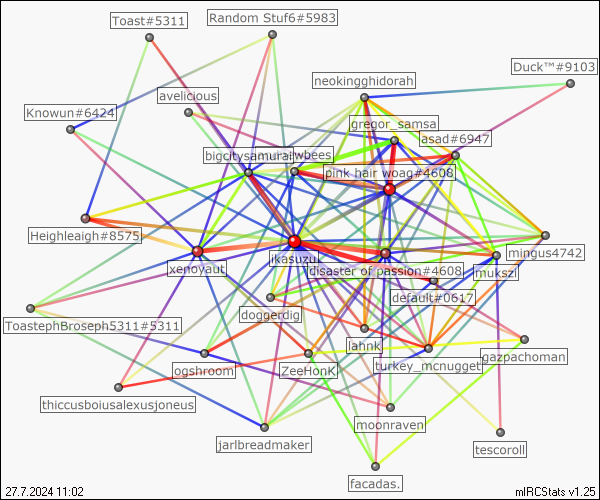 Toast#5311
Random Stuf6#5983
Duck™#9103
neokingghidorah
avelicious
Knowun#6424
gregor_samsa
asad#6947
bigcitysamuraiwbees
pink hair woag#4608
Heighleaigh#8575
mingus4742
xenoyaut
ikasuzuk
disaster of passion#4608
mukszi
default#0617
doggerdig
ToastephBroseph5311#5311
lahnk
gazpachoman
ogshroom
ZeeHonK
turkey_mcnugget
thiccusboiusalexusjoneus
moonraven
jarlbreadmaker
tescoroll
facadas.
27.7.2024 11:02
mIRCStats v1.25